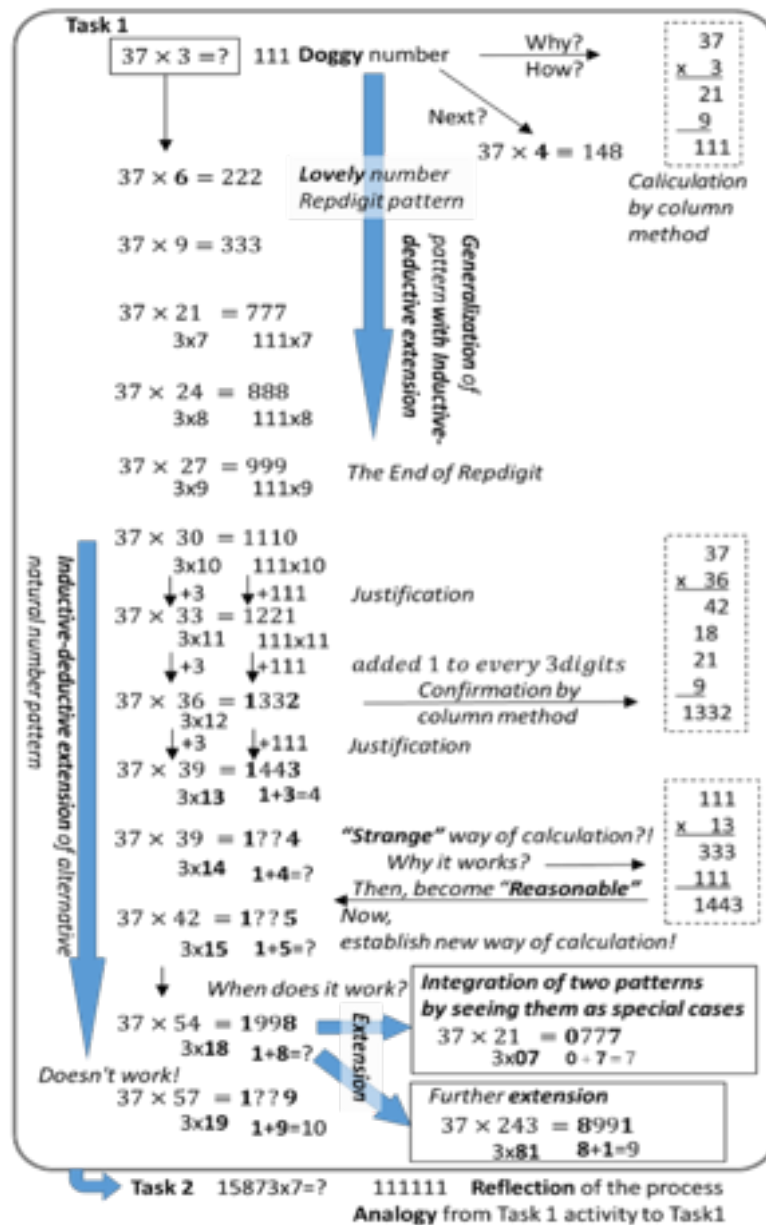 Task 1
37 × 3 =?
111 Doggy number
Why?
How?
37
x 3
21
9
111
Caliculation
by column
method
Next?
37 × 4 = 148
37 × 6 = 222
Lovely number
Repdigit pattern
37 × 9 = 333
Generalization of
pattern with Inductive-
deductive extension
37 × 21 = 777
3x7 111x7
37 × 24 = 888
3x8 111x8
37 × 27 = 999
3x9 111x9
The End of Repdigit
Inductive-deductive extension of alternative
natural number pattern
37 × 30 = 1110
3x10 111x10
+3 +111
Justification
37 × 33 = 1221
3x11 111x11
+3 +111
added 1 to every 3digits
37 × 36 = 1332
3x12
Confirmation by
column method
37
x 36
42
18
21
9
1332
+3 +111
Justification
37 × 39 = 1443
3x13 1+3=4
37 × 39 = 1??4
3x14 1+4=?
"Strange" way of calculation?!
Why it works?
Then, become "Reasonable"
111
x 13
333
111
1443
37 × 42 = 1??5
3x15 1+5=?
Now,
establish new way of calculation!
When does it work?
37 × 54 = 1998
3x18 1+8=?
Extension
Integration of two patterns
by seeing them as special cases
37 × 21 = 0777
3x07 0 + 7 = 7
Doesn't work!
37 × 57 = 1??9
3x19 1+9=10
Further extension
37 × 243 = 8991
3x81 8+1=9
Task 2 15873x7=? 111111 Reflection of the process
Analogy from Task 1 activity to Task1